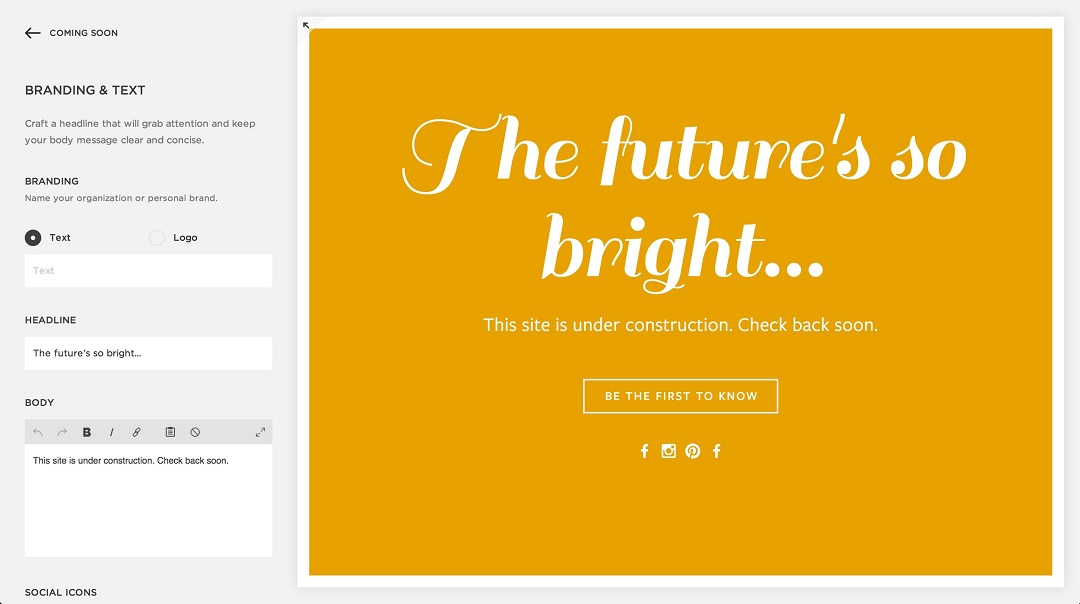 COMING SOON
BRANDING & TEXT
Craft a headline that will grab attention and keep
your body message clear and concise.
BRANDING
Name your organization or personal brand.
Text
Logo
Text
HEADLINE
The future's so bright...
BODY
B I
This site is under construction. Check back soon.
SOCIAL ICONS
The future's so
bright...
This site is under construction. Check back soon.
BE THE FIRST TO KNOW